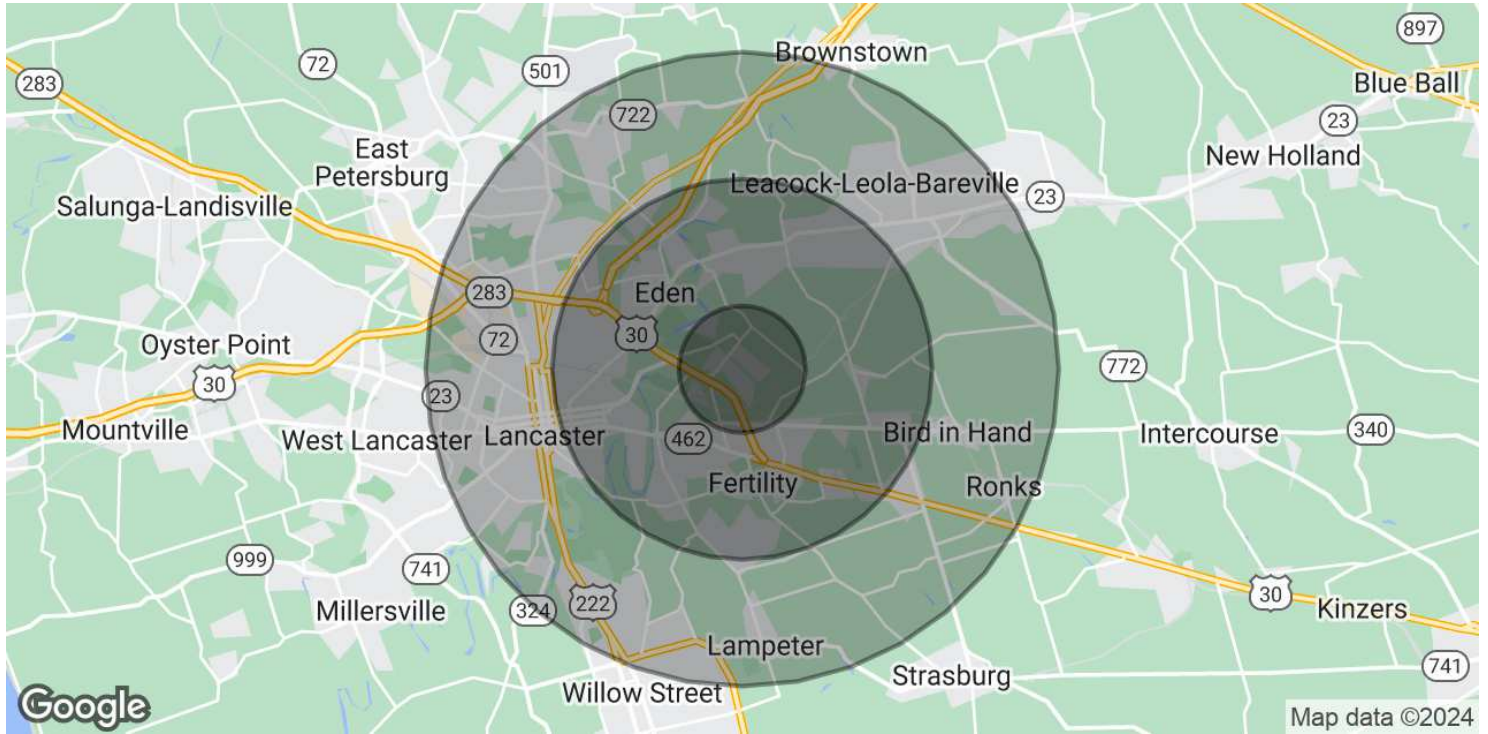 Brownstown
897
72
501
283
Blue Ball
722
23
East
Petersburg
New Holland
Leacock-Leola-Bareville
23
Salunga-Landisville
283
Eden
72
30
Oyster Point
772
30
23
Mountville
West Lancaster
Lancaster
462
Bird in Hand
Intercourse
340
Fertility
Ronks
999
741
222
324
30
Millersville
Kinzers
Lampeter
741
Strasburg
Willow Street
Google
Map data ©2024